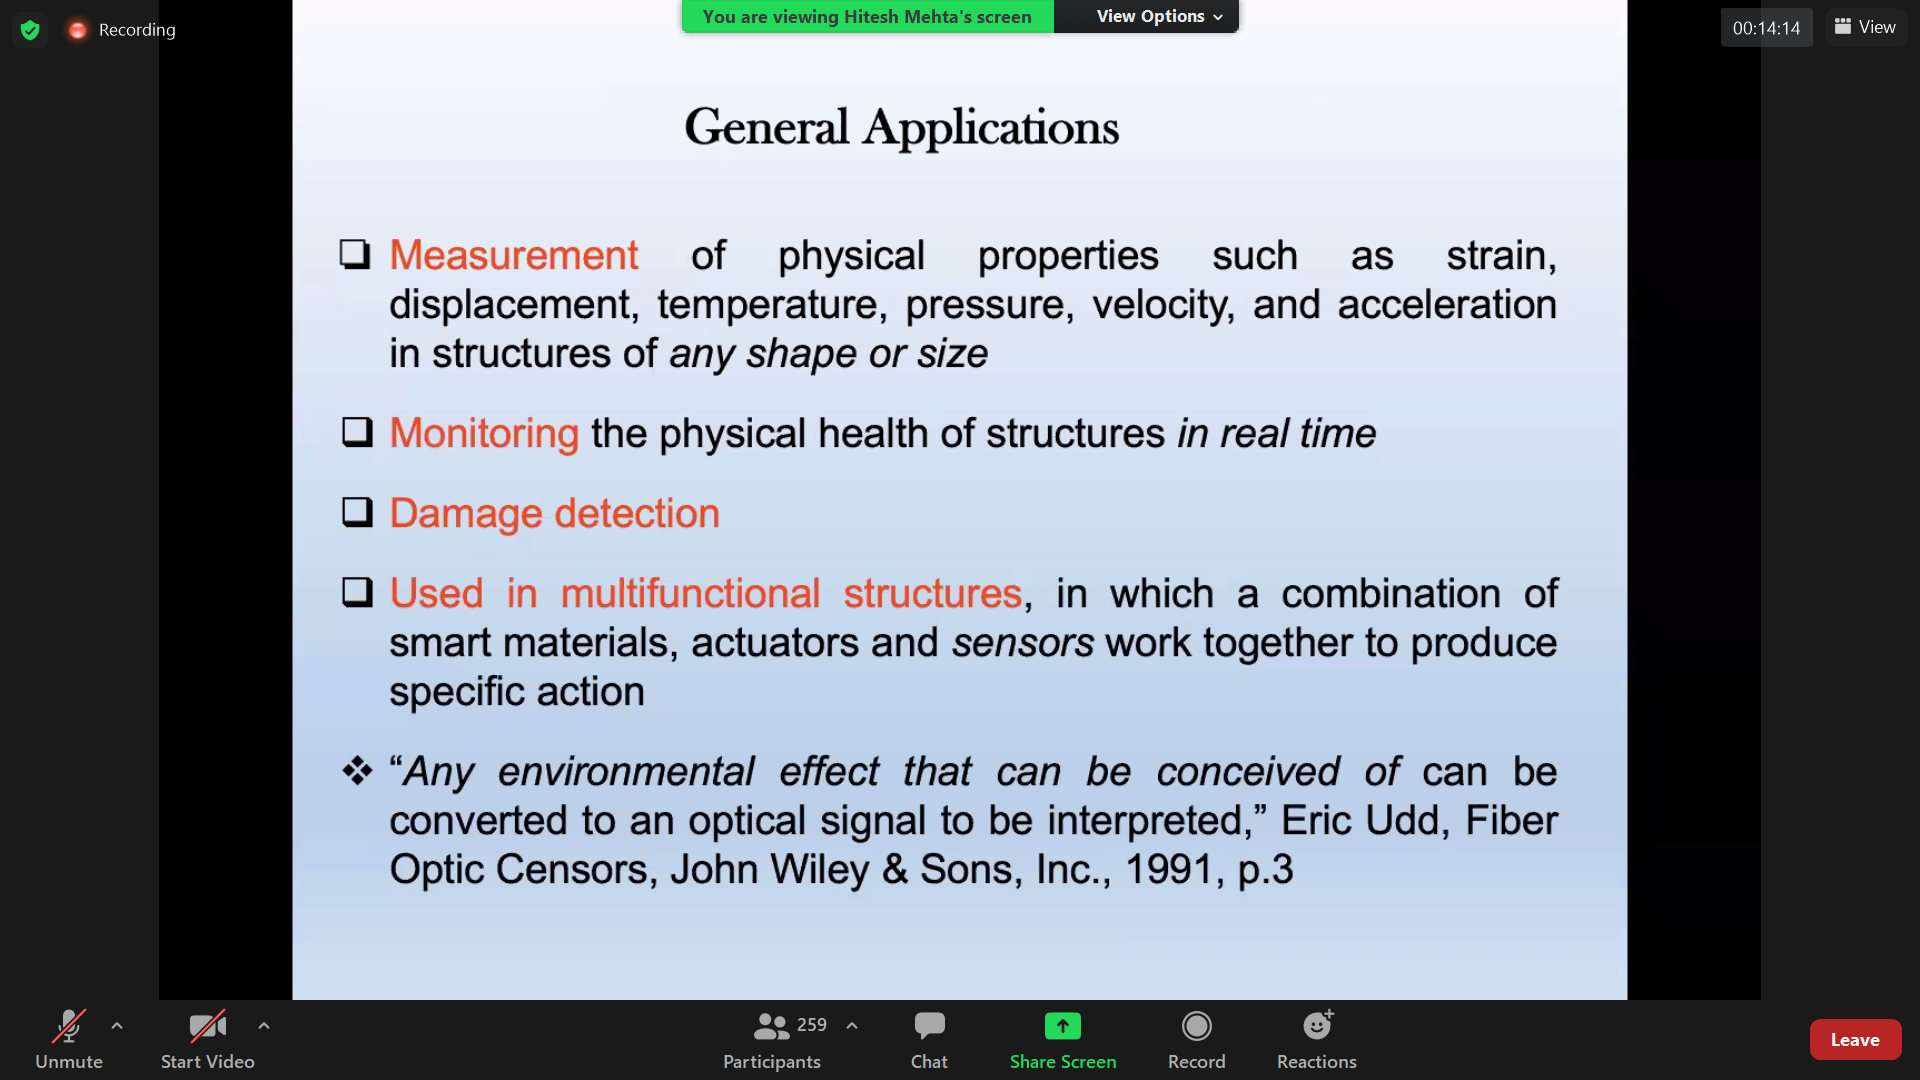 Recording
You are viewing Hitesh Mehta's screen
View Options
00:14:14
View
General Applications
Measurement of physical properties such as strain,
displacement, temperature, pressure, velocity, and acceleration
in structures of any shape or size
Monitoring the physical health of structures in real time
Damage detection
Used in multifunctional structures, in which a combination of
smart materials, actuators and sensors work together to produce
specific action
“Any environmental effect that can be conceived of can be
converted to an optical signal to be interpreted,” Eric Udd, Fiber
Optic Censors, John Wiley & Sons, Inc., 1991, p.3
Unmute
Start Video
259
Participants
Chat
Share Screen
Record
Reactions
Leave